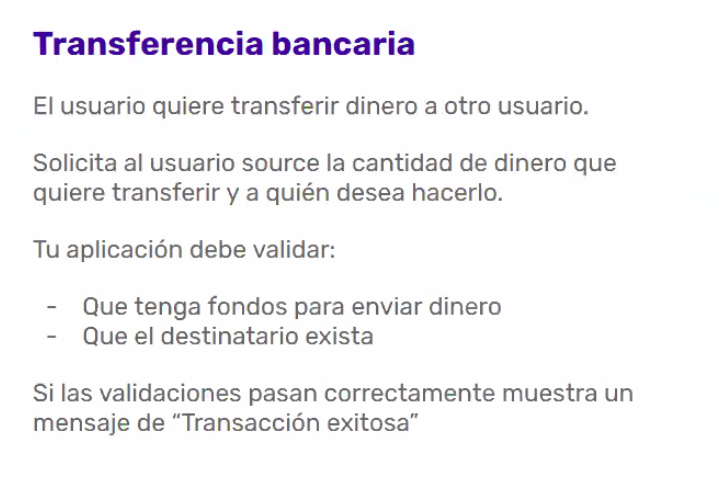 Transferencia bancaria
El usuario quiere transferir dinero a otro usuario.
Solicita al usuario source la cantidad de dinero que
quiere transferir y a quién desea hacerlo.
Tu aplicación debe validar:
- Que tenga fondos para enviar dinero
- Que el destinatario exista
Si las validaciones pasan correctamente muestra un
mensaje de “Transacción exitosa”